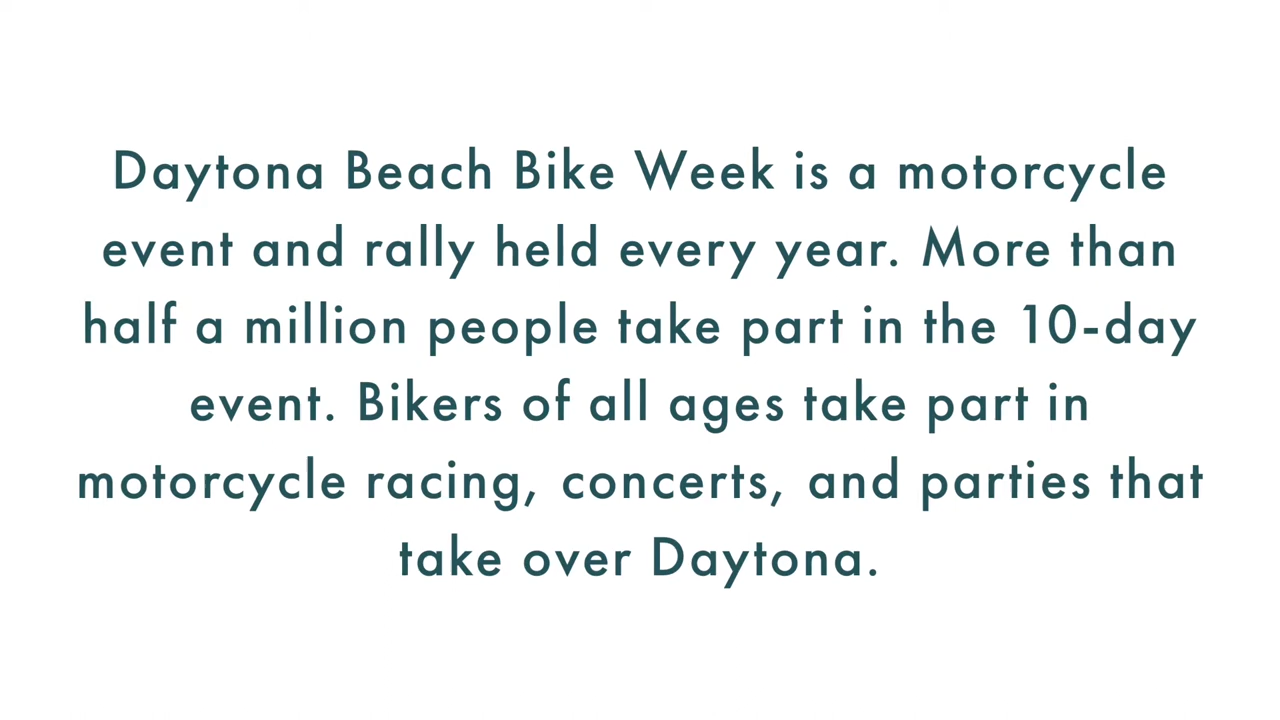 Daytona Beach Bike Week is a motorcycle
event and rally held every year. More than
half a million people take part in the 10-day
event. Bikers of all ages take part in
motorcycle racing, concerts, and parties that
take over Daytona.